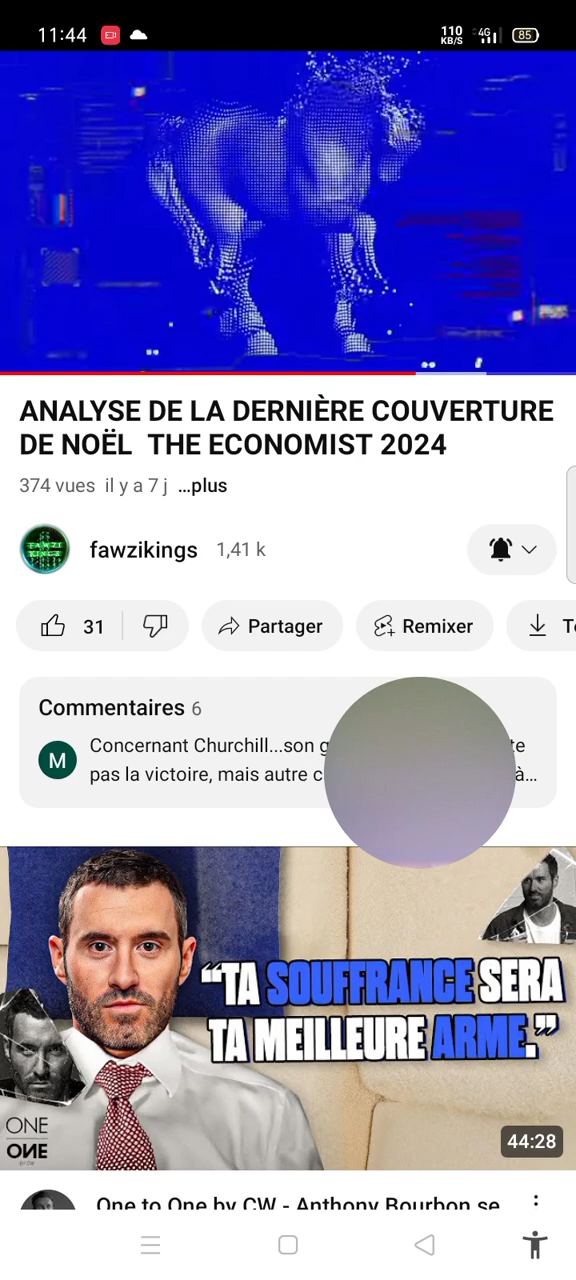 11:44
110
KB/S
4G
85
ANALYSE DE LA DERNIÈRE COUVERTURE
DE NOËL THE ECONOMIST 2024
374 vues il y a 7 j ...plus
fawzikings 1,41 k
31
Partager
Remixer
Commentaires 6
M
Concernant Churchill...son
pas la victoire, mais autre
à...
“TA SOUFFRANCE SERA
TA MEILLEURE ARME.”
ONE
ONE
BY CW
44:28
One to One by CW - Anthony Bourbon se